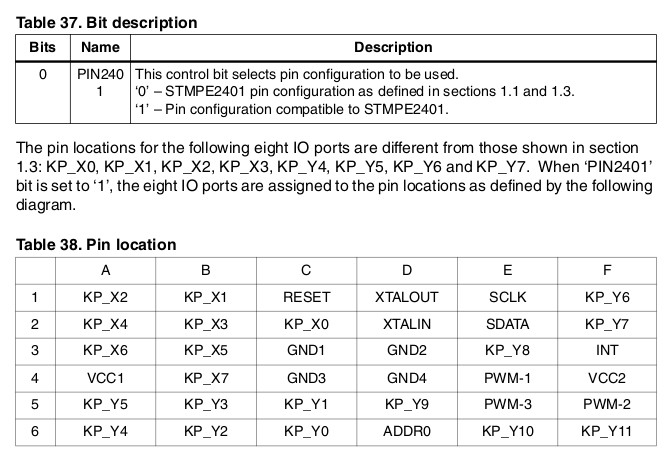 Table 37. Bit description
Bits Name Description
0 PIN240 This control bit selects pin configuration to be used.
1 ‘0’ – STMPE2401 pin configuration as defined in sections 1.1 and 1.3.
‘1’ – Pin configuration compatible to STMPE2401.
The pin locations for the following eight IO ports are different from those shown in section
1.3: KP_X0, KP_X1, KP_X2, KP_X3, KP_Y4, KP_Y5, KP_Y6 and KP_Y7. When ‘PIN2401’
bit is set to ‘1’, the eight IO ports are assigned to the pin locations as defined by the following
diagram.
Table 38. Pin location
A B C D E F
1 KP_X2 KP_X1 RESET XTALOUT SCLK KP_Y6
2 KP_X4 KP_X3 KP_X0 XTALIN SDATA KP_Y7
3 KP_X6 KP_X5 GND1 GND2 KP_Y8 INT
4 VCC1 KP_X7 GND3 GND4 PWM-1 VCC2
5 KP_Y5 KP_Y3 KP_Y1 KP_Y9 PWM-3 PWM-2
6 KP_Y4 KP_Y2 KP_Y0 ADDR0 KP_Y10 KP_Y11